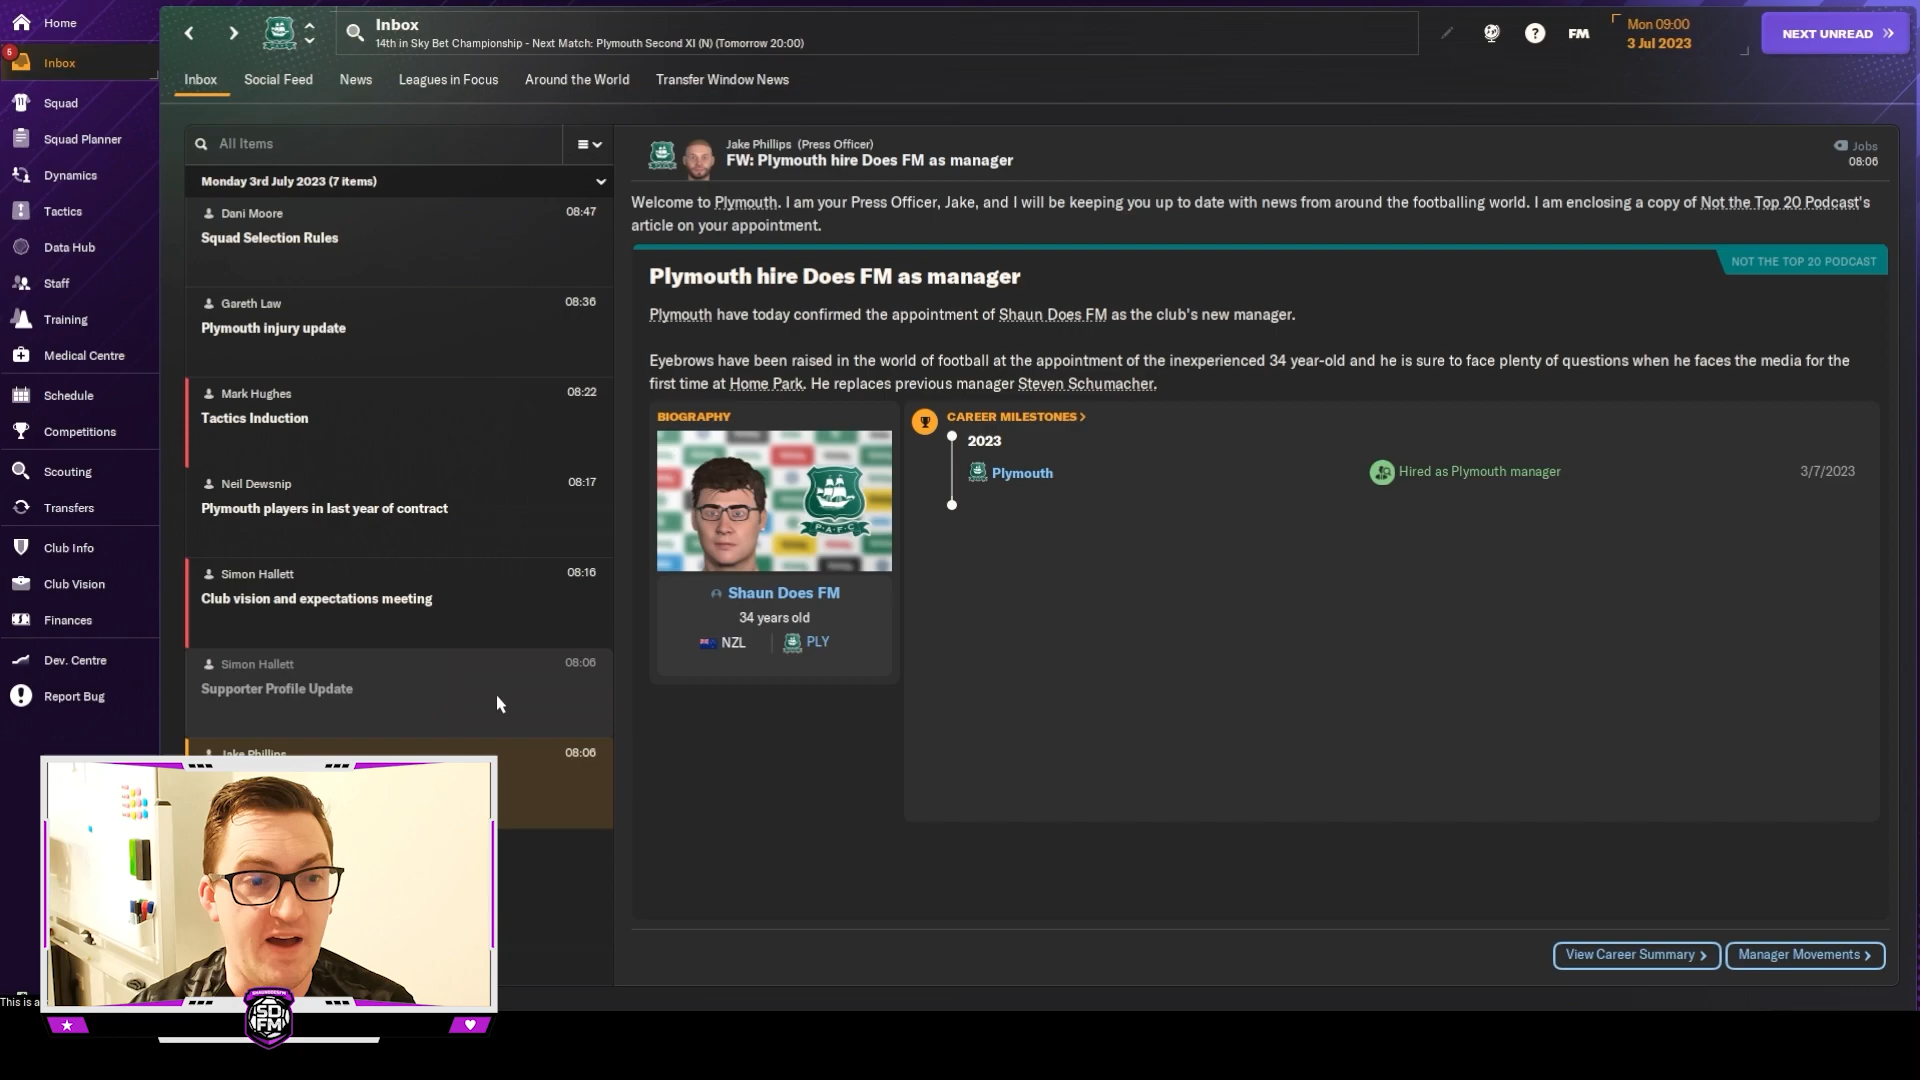 Home
5
Inbox
Squad
Squad Planner
Dynamics
Tactics
Data Hub
Staff
Training
Medical Centre
Schedule
Competitions
Scouting
Transfers
Club Info
Club Vision
Finances
Dev. Centre
Report Bug
Inbox
14th in Sky Bet Championship - Next Match: Plymouth Second XI (N) (Tomorrow 20:00)
?
FM
Mon 09:00
3 Jul 2023
NEXT UNREAD
Inbox
Social Feed
News
Leagues in Focus
Around the World
Transfer Window News
All Items
Monday 3rd July 2023 (7 items)
Dani Moore 08:47
Squad Selection Rules
Gareth Law 08:36
Plymouth injury update
Mark Hughes 08:22
Tactics Induction
Neil Dewsnip 08:17
Plymouth players in last year of contract
Simon Hallett 08:16
Club vision and expectations meeting
Simon Hallett 08:06
Supporter Profile Update
Jake Phillips 08:06
Jake Phillips (Press Officer)
FW: Plymouth hire Does FM as manager
Jobs
08:06
Welcome to Plymouth. I am your Press Officer, Jake, and I will be keeping you up to date with news from around the footballing world. I am enclosing a copy of Not the Top 20 Podcast's
article on your appointment.
NOT THE TOP 20 PODCAST
Plymouth hire Does FM as manager
Plymouth have today confirmed the appointment of Shaun Does FM as the club's new manager.
Eyebrows have been raised in the world of football at the appointment of the inexperienced 34 year-old and he is sure to face plenty of questions when he faces the media for the
first time at Home Park. He replaces previous manager Steven Schumacher.
BIOGRAPHY
P.A.F.C
Shaun Does FM
34 years old
NZL
PLY
CAREER MILESTONES >
2023
Plymouth
Hired as Plymouth manager
3/7/2023
View Career Summary >
Manager Movements >
This is a
SD
FM